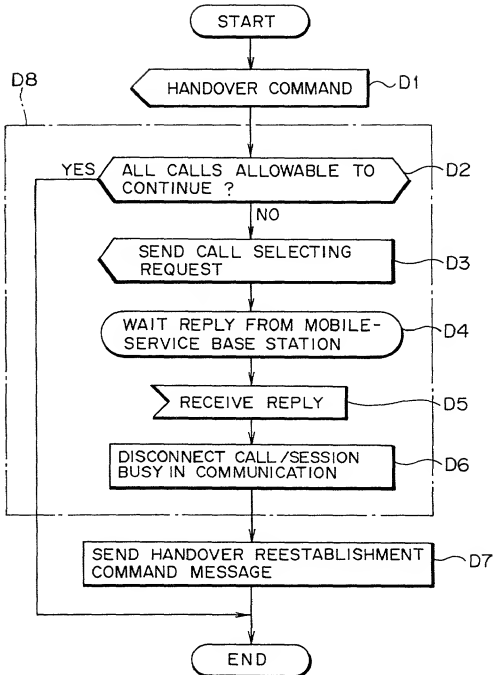 START
HANDOVER COMMAND
D1
D8
YES
ALL CALLS ALLOWABLE TO
CONTINUE ?
D2
NO
SEND CALL SELECTING
REQUEST
D3
WAIT REPLY FROM MOBILE-
SERVICE BASE STATION
D4
RECEIVE REPLY
D5
DISCONNECT CALL/SESSION
BUSY IN COMMUNICATION
D6
SEND HANDOVER REESTABLISHMENT
COMMAND MESSAGE
D7
END